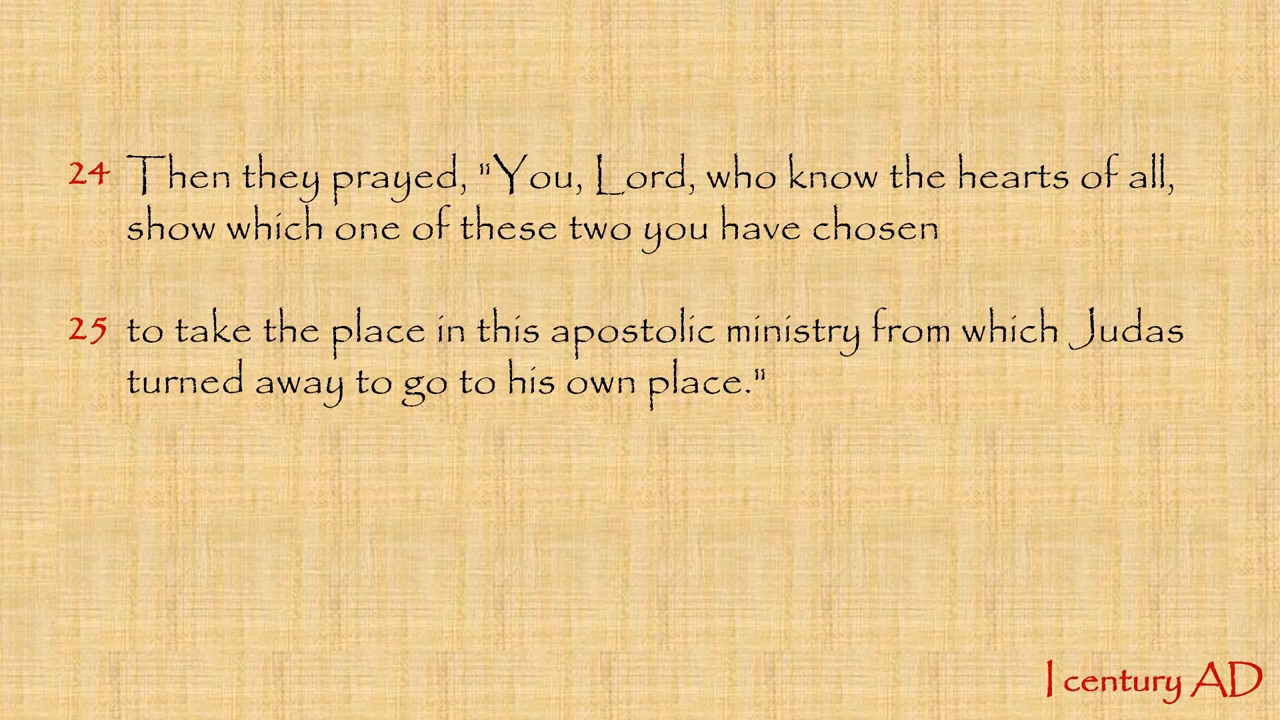 24 Then they prayed, "You, Lord, who know the hearts of all,
show which one of these two you have chosen
25 to take the place in this apostolic ministry from which Judas
turned away to go to his own place."
I century AD